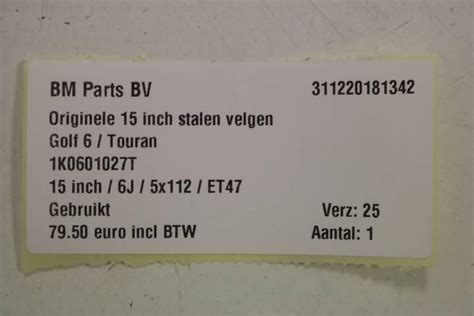 BM Parts BV 311220181342
Originele 15 inch stalen velgen
Golf 6 / Touran
1K0601027T
15 inch / 6J / 5x112 / ET47
Gebruikt Verz: 25
79.50 euro incl BTW Aantal: 1